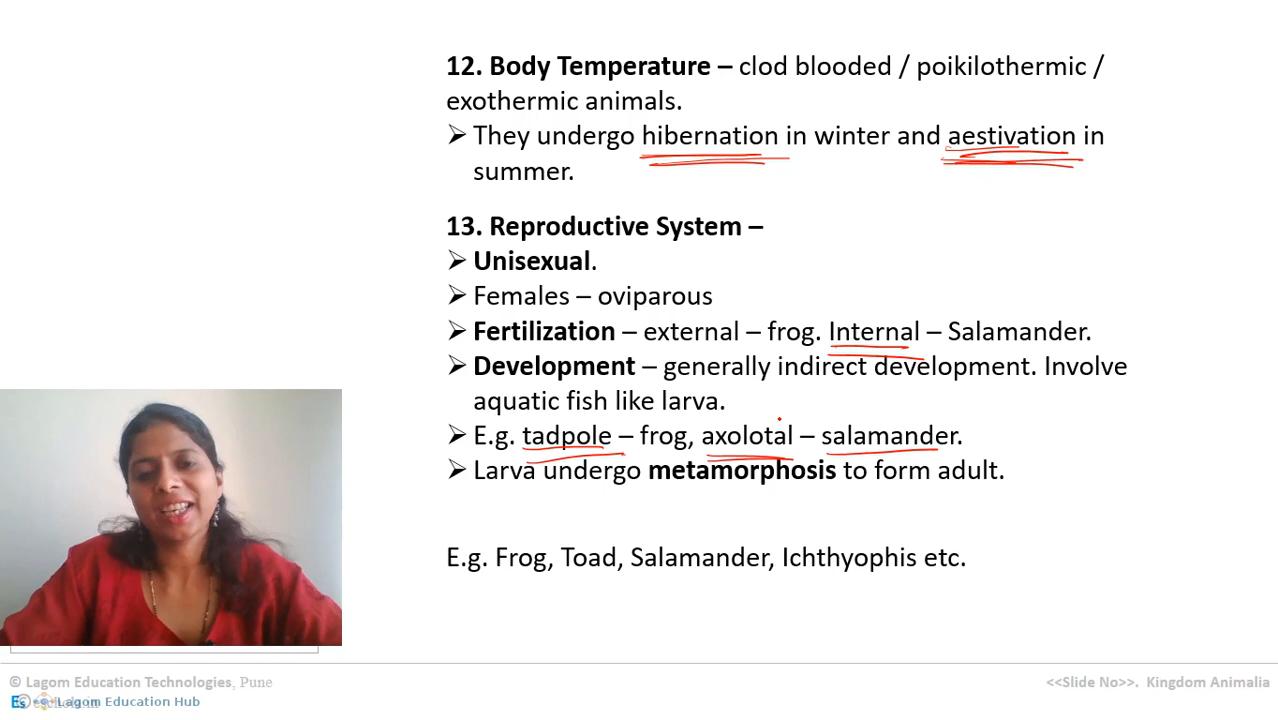 12. Body Temperature – clod blooded / poikilothermic /
exothermic animals.
➢ They undergo hibernation in winter and aestivation in
summer.
13. Reproductive System –
➢ Unisexual.
➢ Females – oviparous
➢ Fertilization – external – frog. Internal – Salamander.
➢ Development – generally indirect development. Involve
aquatic fish like larva.
➢ E.g. tadpole – frog, axolotal – salamander.
➢ Larva undergo metamorphosis to form adult.
E.g. Frog, Toad, Salamander, Ichthyophis etc.
© Lagom Education Technologies, Pune
<<Slide No>>. Kingdom Animalia
Lagom Education Hub